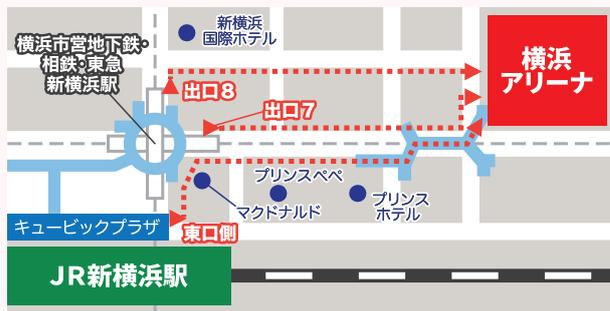 新横浜
国際ホテル
横浜市営地下鉄・
相鉄・東急
新横浜駅
横浜
アリーナ
出口8
出口7
プリンスペペ
マクドナルド
プリンス
ホテル
キュービックプラザ
東口側
JR新横浜駅